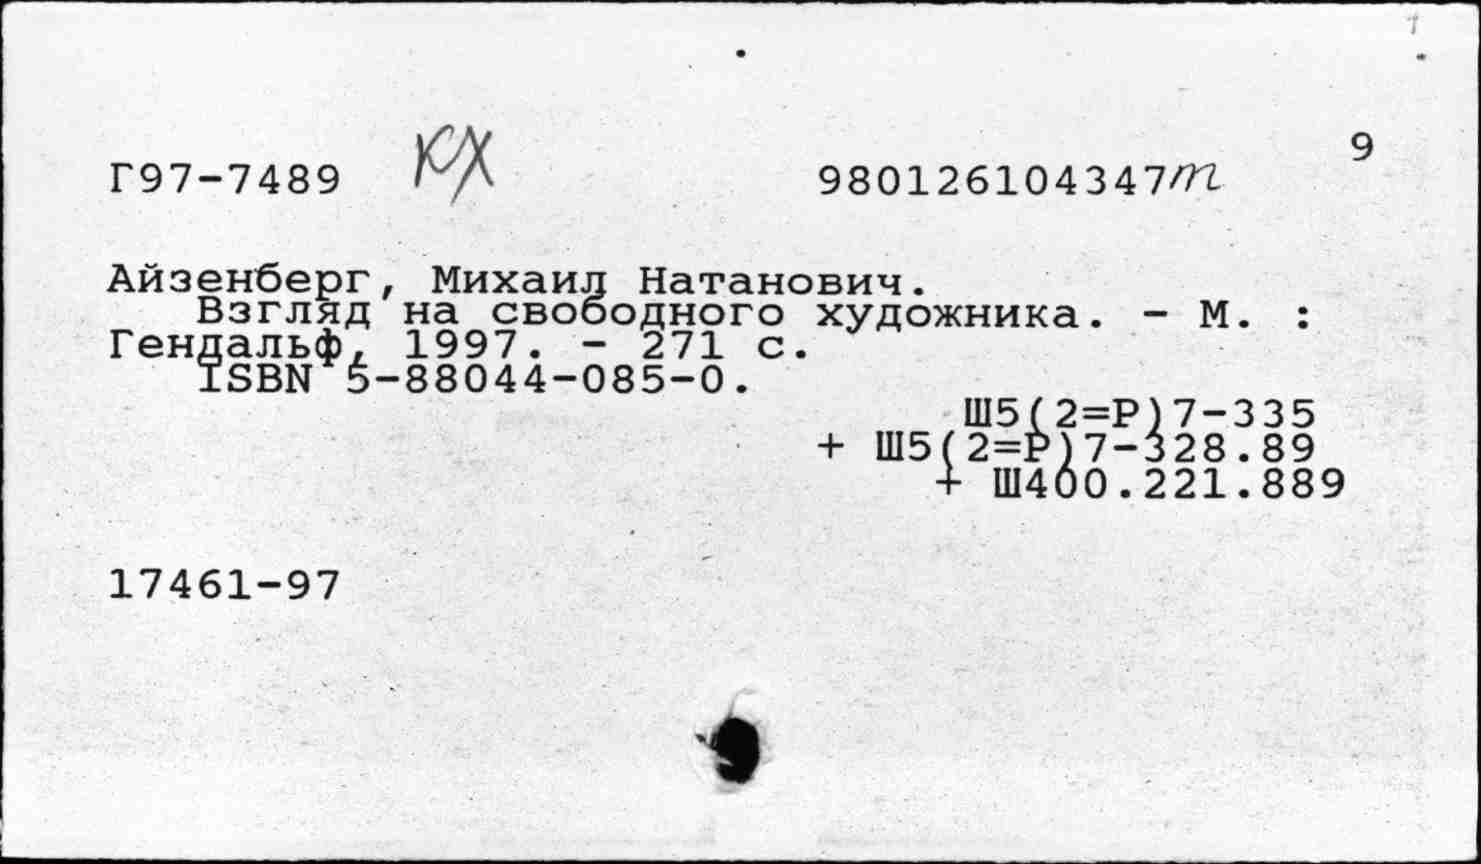 9
Г97-7489 КХ 980126104347т
Айзенберг, Михаил Натанович.
Взгляд на свободного художника. - М. :
Гендальф, 1997. - 271 с.
ISBN 5-88044-085-0.
Ш5(2=Р)7-335
+ Ш5(2=Р)7-328.89
+ Ш400.221.889
17461-97